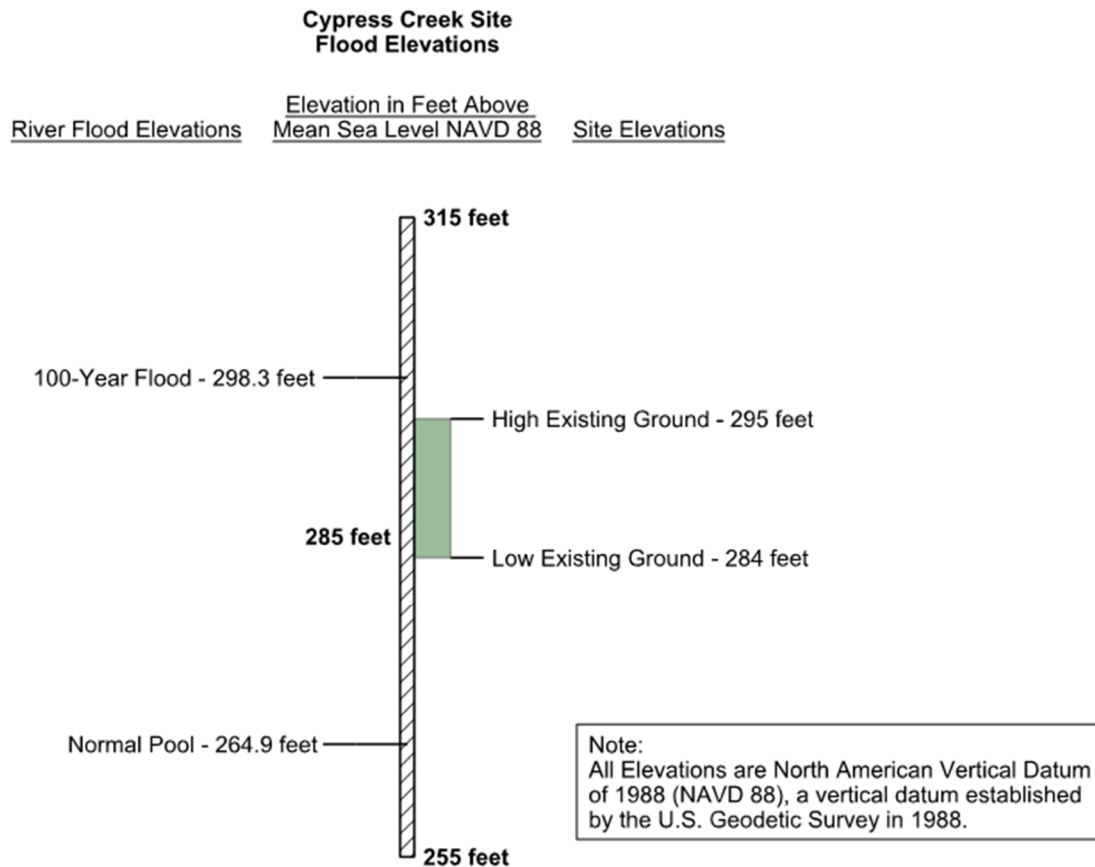 Cypress Creek Site
Flood Elevations
River Flood Elevations
Elevation in Feet Above
Mean Sea Level NAVD 88
Site Elevations
315 feet
100-Year Flood - 298.3 feet
High Existing Ground - 295 feet
285 feet
Low Existing Ground - 284 feet
Normal Pool - 264.9 feet
Note:
All Elevations are North American Vertical Datum
of 1988 (NAVD 88), a vertical datum established
by the U.S. Geodetic Survey in 1988.
255 feet